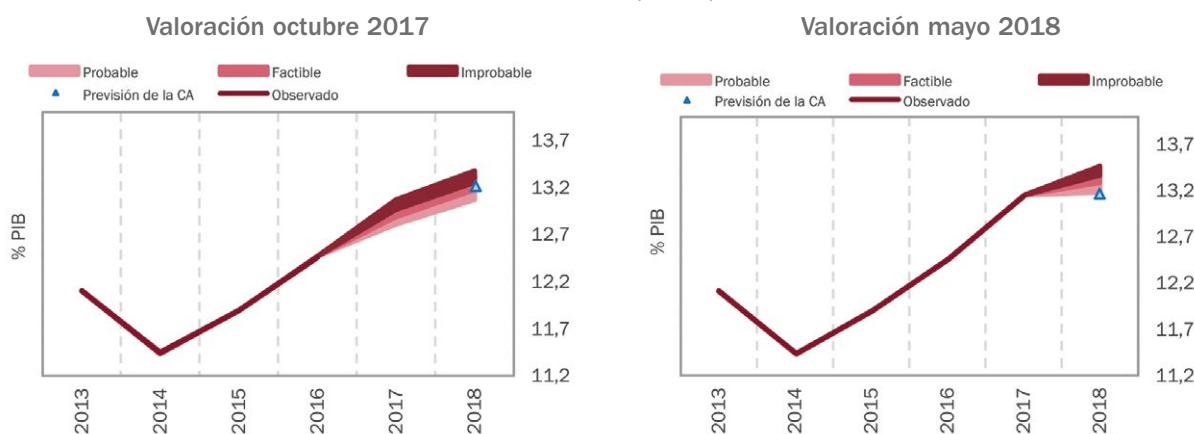 Valoración octubre 2017
Probable Factible Improbable
Previsión de la CA Observado
% PIB
13,7
13,2
12,7
12,2
11,7
11,2
2013 2014 2015 2016 2017 2018
Valoración mayo 2018
Probable Factible Improbable
Previsión de la CA Observado
% PIB
13,7
13,2
12,7
12,2
11,7
11,2
2013 2014 2015 2016 2017 2018